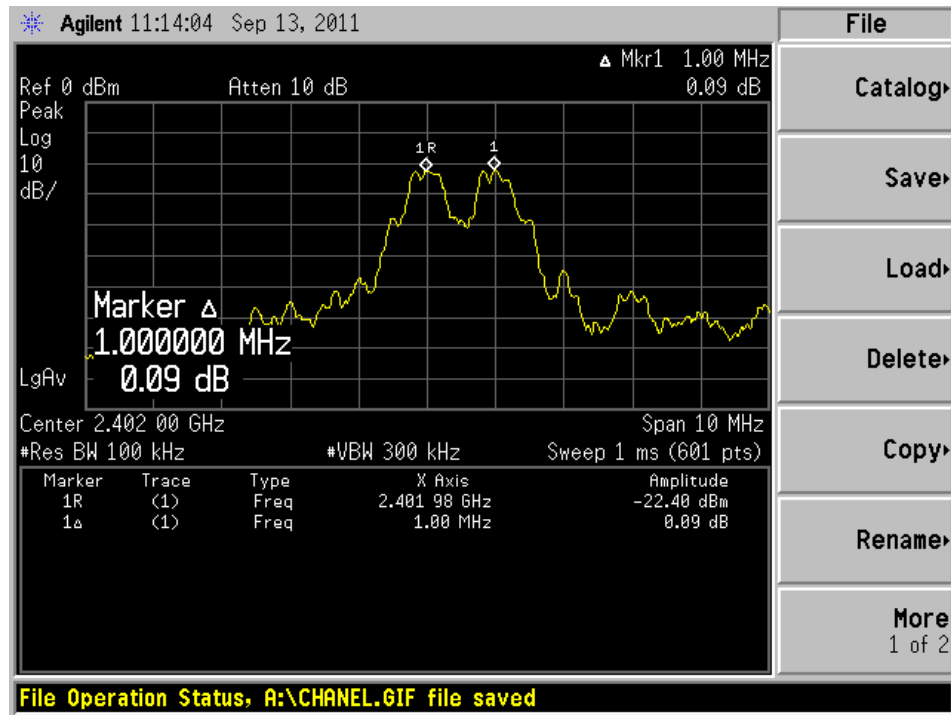 Agilent 11:14:04 Sep 13, 2011
File
Δ Mkr1 1.00 MHz
Ref 0 dBm Atten 10 dB 0.09 dB
Peak
Log
10
dB/
1R 1
Marker Δ
1.000000 MHz
0.09 dB
LgAv
Center 2.402 00 GHz Span 10 MHz
#Res BW 100 kHz #VBW 300 kHz Sweep 1 ms (601 pts)
Marker Trace Type X Axis Amplitude
1R (1) Freq 2.401 98 GHz -22.40 dBm
1Δ (1) Freq 1.00 MHz 0.09 dB
Catalog
Save
Load
Delete
Copy
Rename
More
1 of 2
File Operation Status, A:\CHANEL.GIF file saved